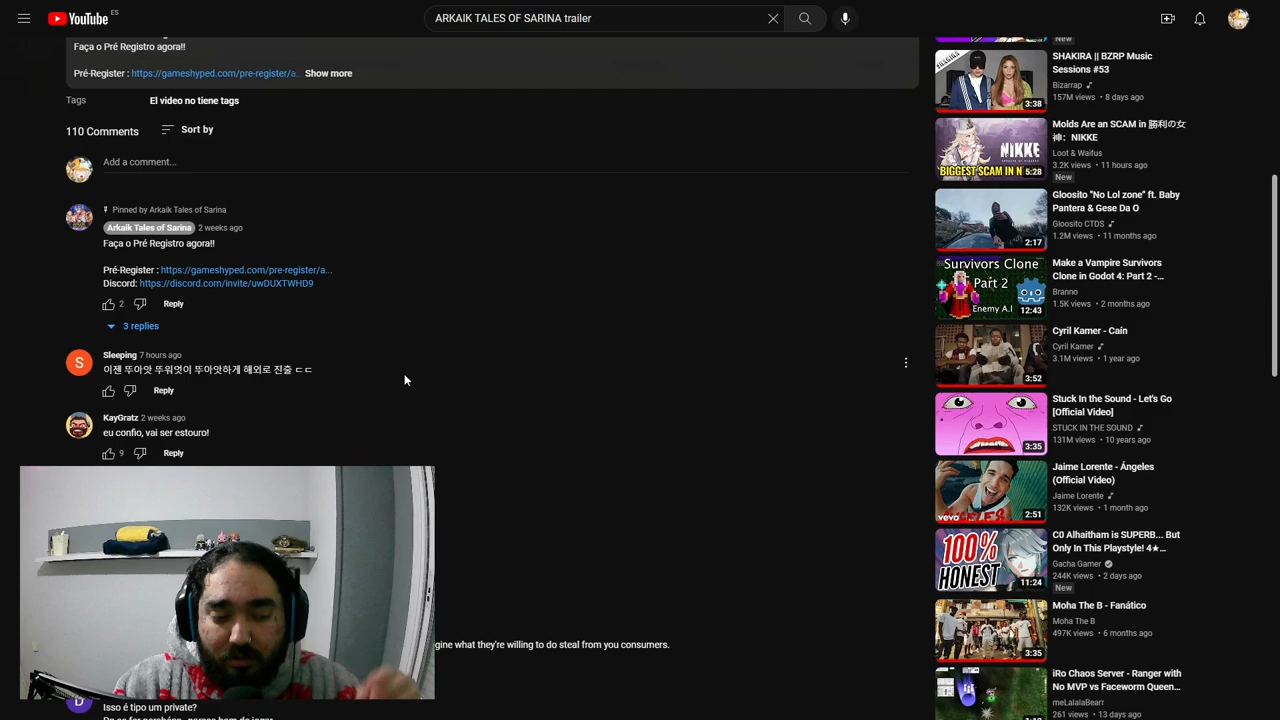 YouTube ES
ARKAIK TALES OF SARINA trailer
Faça o Pré Registro agora!!
Pré-Register : https://gameshyped.com/pre-register/a... Show more
Tags El video no tiene tags
110 Comments Sort by
Add a comment...
Pinned by Arkaik Tales of Sarina
Arkaik Tales of Sarina 2 weeks ago
Faça o Pré Registro agora!!
Pré-Register : https://gameshyped.com/pre-register/a...
Discord: https://discord.com/invite/uwDUXTWHD9
2 Reply
3 replies
S
Sleeping 7 hours ago
이젠 뚜아앗 뚜워엇이 뚜아앗하게 해외로 진출 ㄷㄷ
Reply
KayGratz 2 weeks ago
eu confio, vai ser estouro!
9 Reply
gine what they're willing to do steal from you consumers.
D
Isso é tipo um private?
New
SHAKIRA || BZRP Music
Sessions #53
Bizarrap
157M views • 8 days ago
3:38
Molds Are an SCAM in 勝利の女
神：NIKKE
Loot & Waifus
3.2K views • 11 hours ago
New
NIKKE
BIGGEST SCAM IN N
5:28
Gloosito "No Lol zone" ft. Baby
Pantera & Gese Da O
Gloosito CTDS
1.2M views • 11 months ago
2:17
Make a Vampire Survivors
Clone in Godot 4: Part 2 -...
Branno
1.5K views • 2 months ago
Survivors Clone
Part 2
Enemy A.I
12:43
Cyril Kamer - Caín
Cyril Kamer
3.1M views • 1 year ago
3:52
Stuck In the Sound - Let's Go
[Official Video]
STUCK IN THE SOUND
131M views • 10 years ago
3:35
Jaime Lorente - Ángeles
(Official Video)
Jaime Lorente
132K views • 1 month ago
vevo
2:51
C0 Alhaitham is SUPERB... But
Only In This Playstyle! 4★...
Gacha Gamer
244K views • 2 days ago
New
100%
HONEST
11:24
Moha The B - Fanático
Moha The B
497K views • 6 months ago
3:35
iRo Chaos Server - Ranger with
No MVP vs Faceworm Queen...
meLalalaBearr
261 views • 13 days ago